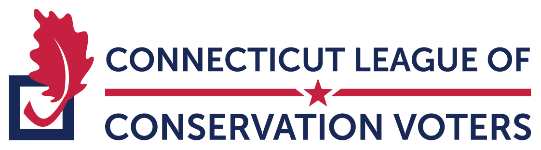 CONNECTICUT LEAGUE OF
CONSERVATION VOTERS